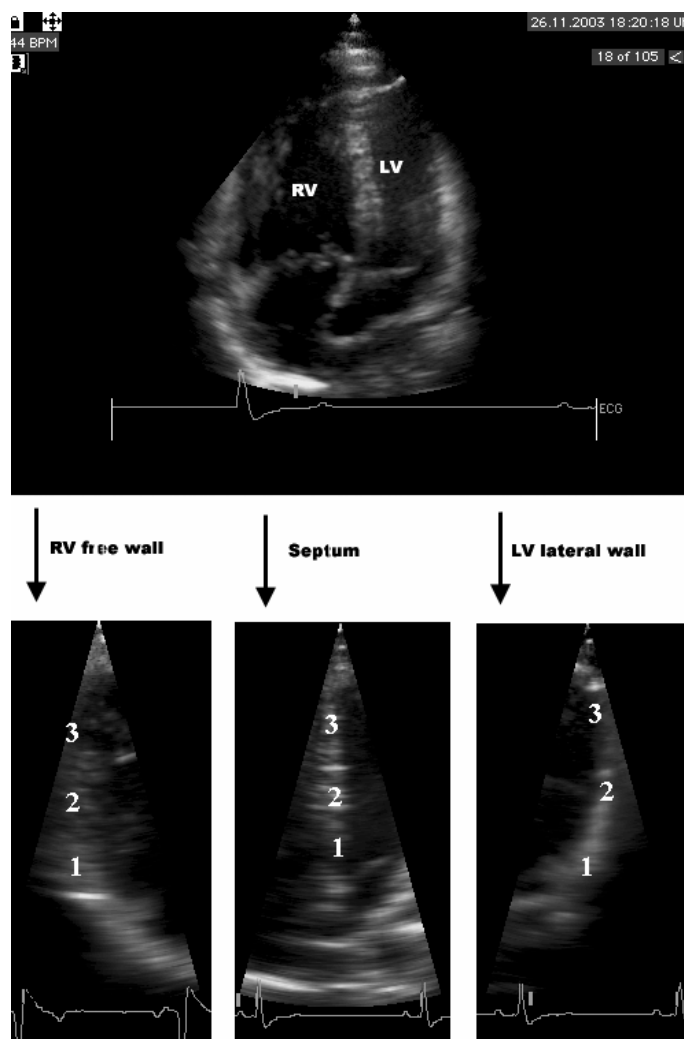 26.11.2003 18:20:18
44 BPM
18 of 105
RV
LV
ECG
RV free wall
Septum
LV lateral wall
3
2
1
3
2
1
3
2
1